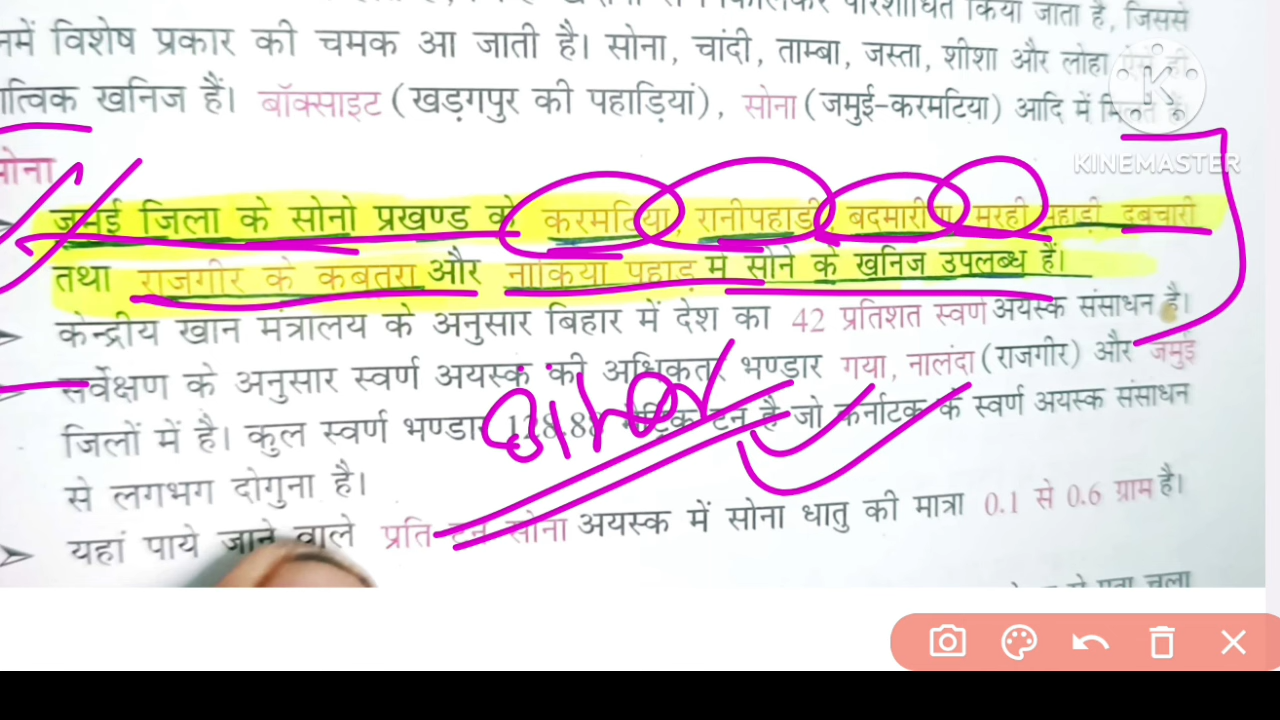 किया जाता है, जिससे
विशेष प्रकार की चमक आ जाती है। सोना, चांदी, ताम्बा, जस्ता, शीशा और लोहा
खनिज हैं। बॉक्साइट (खड़गपुर की पहाड़ियां), सोना (जमुई-करमटिया) आदि में
KINEMASTER
सोना
जमुई जिला के सोनो प्रखण्ड के करमटिया, रानीपहाड़ी, मरही पहाड़ी दबचारी
तथा राजगीर के कबतरा और नाकिया पहाड़ में सोने के खनिज उपलब्ध हैं।
केन्द्रीय खान मंत्रालय के अनुसार बिहार में देश का 42 प्रतिशत स्वर्ण अयस्क संसाधन है।
सर्वेक्षण के अनुसार स्वर्ण अयस्क की अधिकतर भण्डार गया, नालंदा (राजगीर) और जमुई
Bihar
जिलों में है। कुल स्वर्ण भण्डार टन है जो कर्नाटक के स्वर्ण अयस्क संसाधन
से लगभग दोगुना है।
यहां पाये जाने वाले प्रति टन सोना अयस्क में सोना धातु की मात्रा 0.1 से 0.6 ग्राम है।